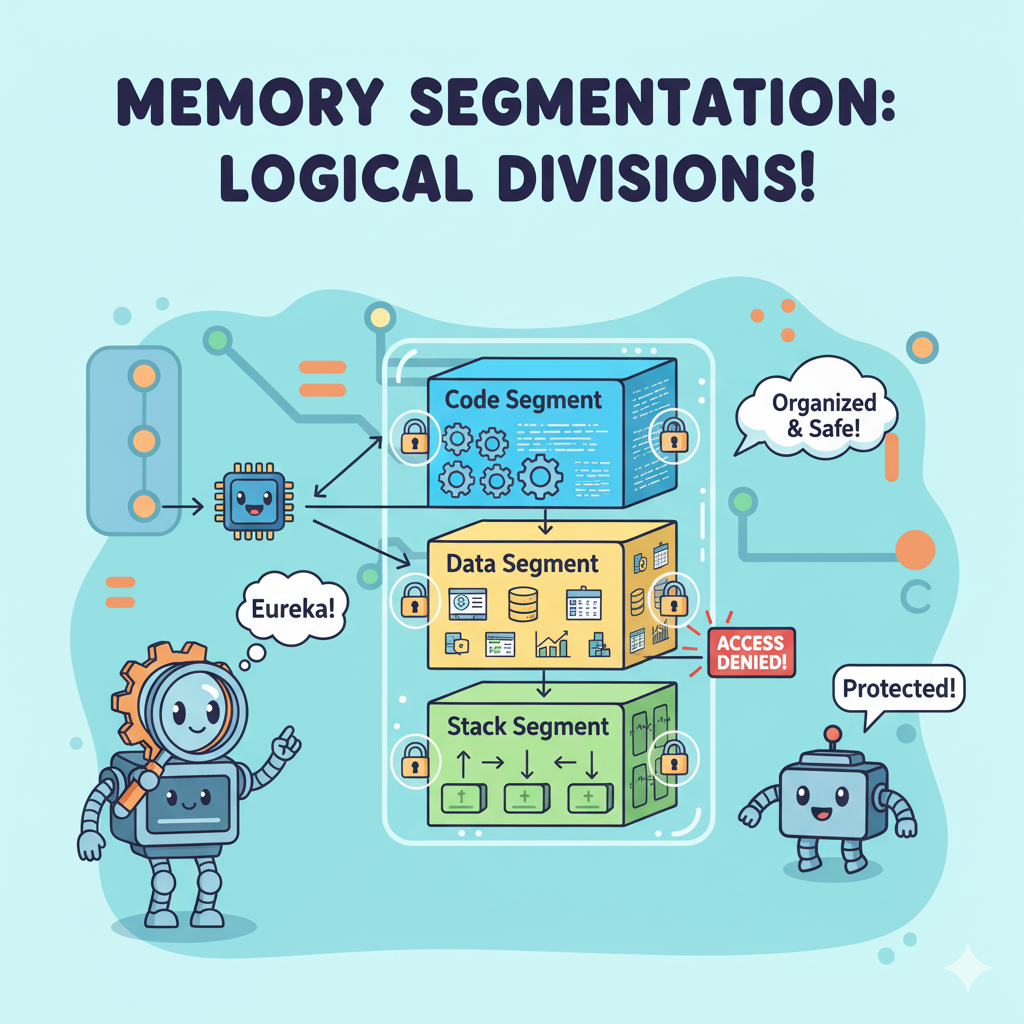 MEMORY SEGMENTATION:
LOGICAL DIVISIONS!
Code Segment
Organized
& Safe!
Data Segment
Eureka!
ACCESS
DENIED!
Protected!
Stack Segment